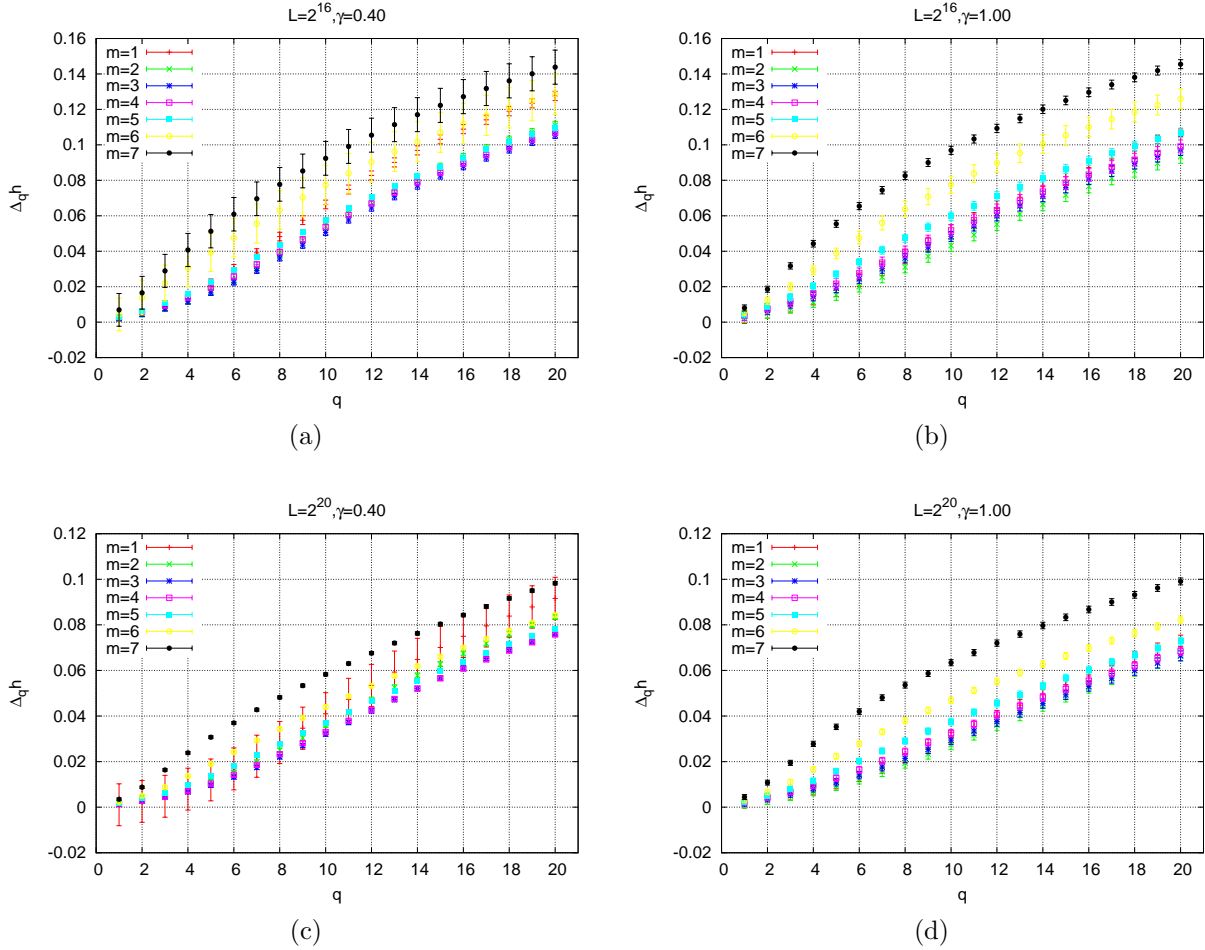 L=2^16,γ=0.40
Δqh
0.16
0.14
0.12
0.1
0.08
0.06
0.04
0.02
0
-0.02
m=1
m=2
m=3
m=4
m=5
m=6
m=7
0 2 4 6 8 10 12 14 16 18 20
q
(a)
L=2^16,γ=1.00
Δqh
0.16
0.14
0.12
0.1
0.08
0.06
0.04
0.02
0
-0.02
m=1
m=2
m=3
m=4
m=5
m=6
m=7
0 2 4 6 8 10 12 14 16 18 20
q
(b)
L=2^20,γ=0.40
Δqh
0.12
0.1
0.08
0.06
0.04
0.02
0
-0.02
m=1
m=2
m=3
m=4
m=5
m=6
m=7
0 2 4 6 8 10 12 14 16 18 20
q
(c)
L=2^20,γ=1.00
Δqh
0.12
0.1
0.08
0.06
0.04
0.02
0
-0.02
m=1
m=2
m=3
m=4
m=5
m=6
m=7
0 2 4 6 8 10 12 14 16 18 20
q
(d)